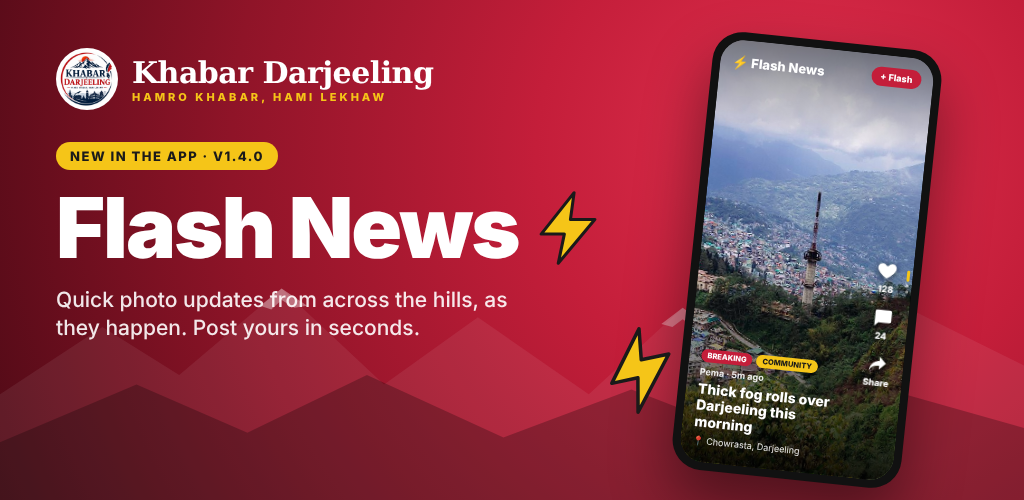 KHABAR
DARJEELING
Khabar Darjeeling
HAMRO KHABAR, HAMI LEKHAW
NEW IN THE APP · V1.4.0
Flash News
Quick photo updates from across the hills, as
they happen. Post yours in seconds.
Flash News
+ Flash
128
24
Share
BREAKING COMMUNITY
Pema · 5m ago
Thick fog rolls over
Darjeeling this
morning
Chowrasta, Darjeeling